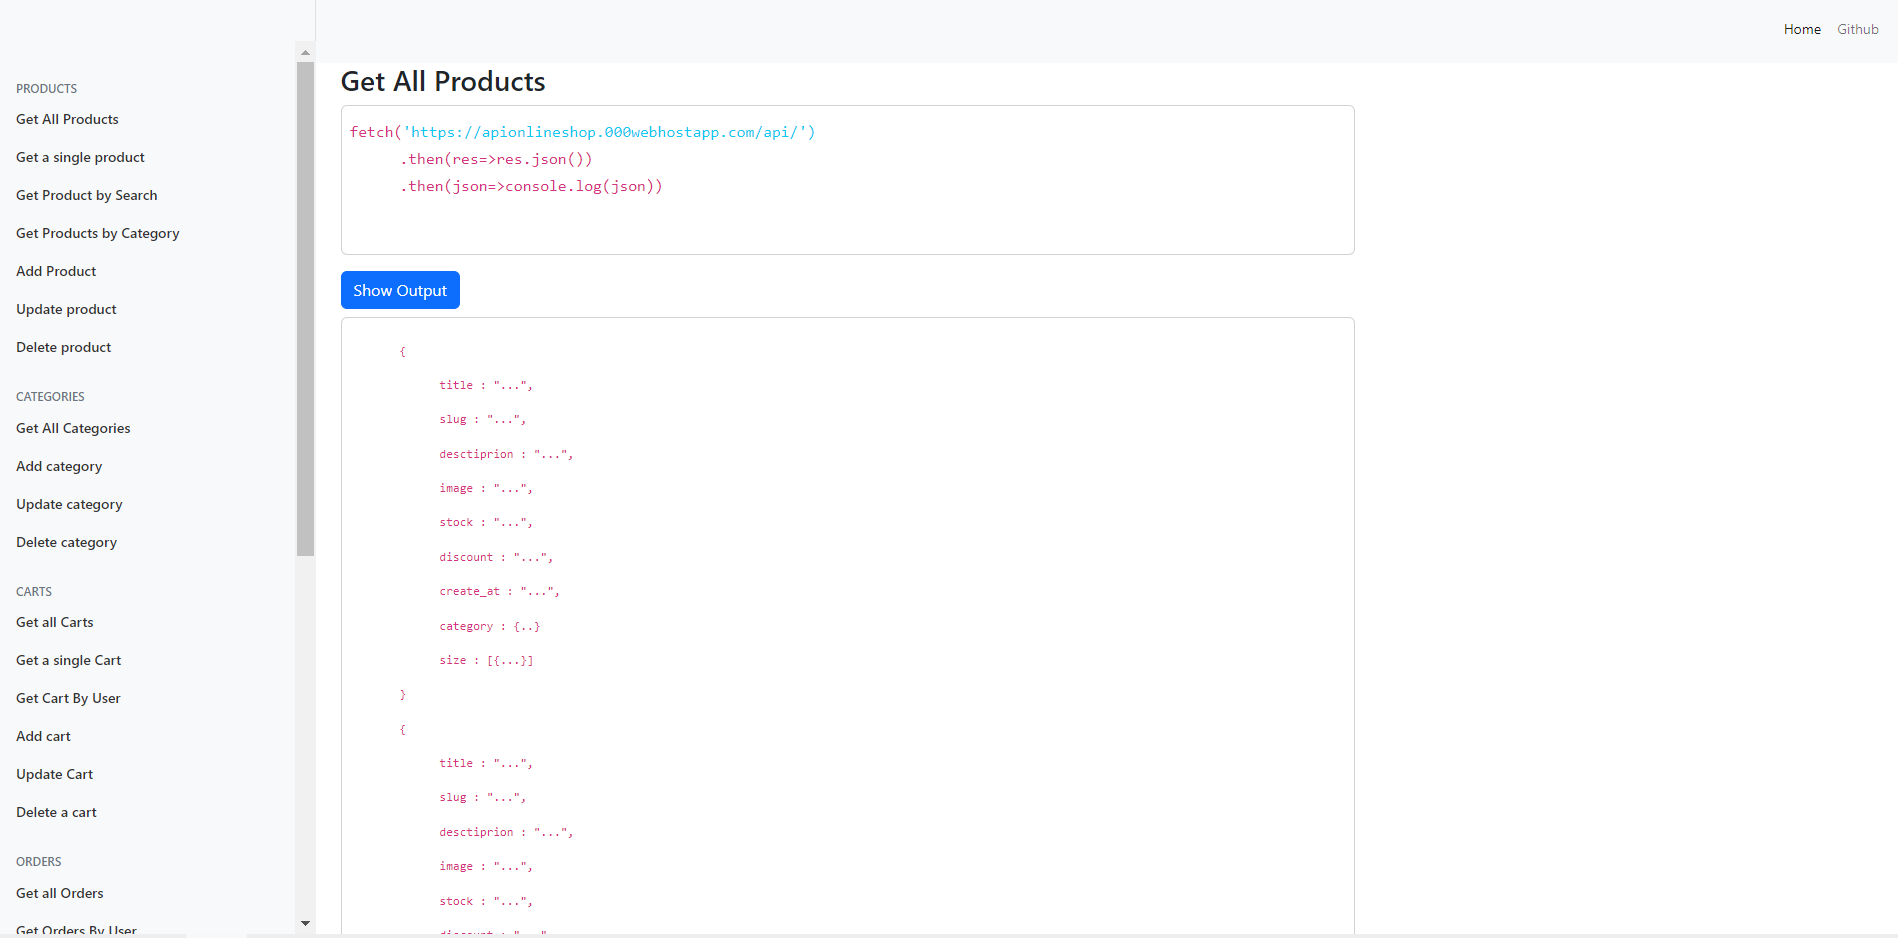 Home Github
PRODUCTS
Get All Products
Get a single product
Get Product by Search
Get Products by Category
Add Product
Update product
Delete product
CATEGORIES
Get All Categories
Add category
Update category
Delete category
CARTS
Get all Carts
Get a single Cart
Get Cart By User
Add cart
Update Cart
Delete a cart
ORDERS
Get all Orders
Get Orders By User
Get All Products
fetch('https://apionlineshop.000webhostapp.com/api/')
.then(res=>res.json())
.then(json=>console.log(json))
Show Output
{
title : "...",
slug : "...",
desctiprion : "...",
image : "...",
stock : "...",
discount : "...",
create_at : "...",
category : {..}
size : [{...}]
}
{
title : "...",
slug : "...",
desctiprion : "...",
image : "...",
stock : "...",
discount : "...",